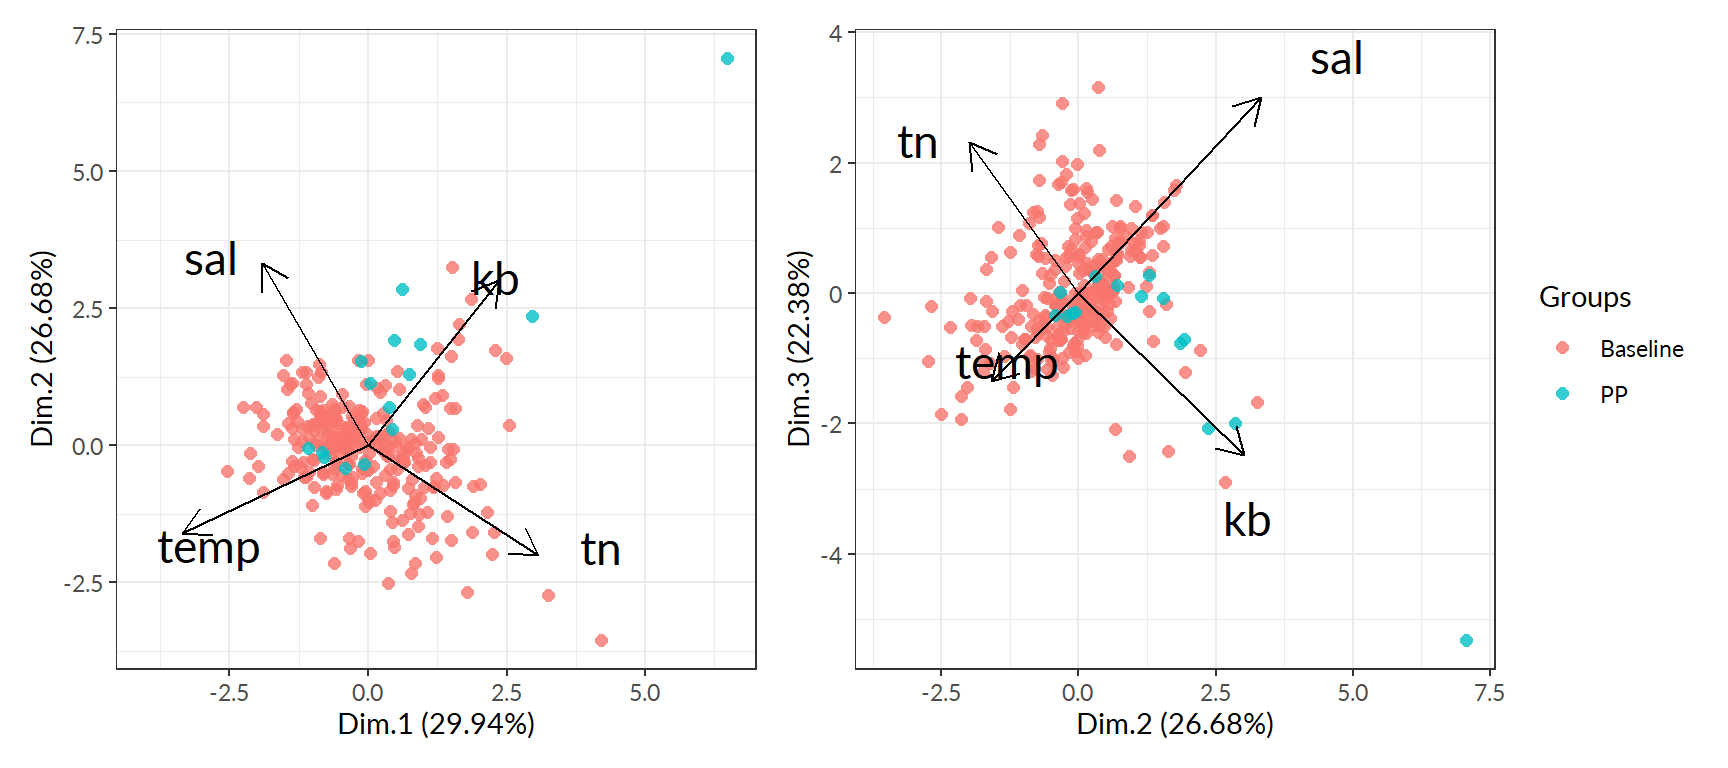 7.5
5.0
2.5
0.0
-2.5
Dim.2 (26.68%)
sal
kb
temp
tn
-2.5
0.0
2.5
5.0
Dim.1 (29.94%)
4
2
0
-2
-4
Dim.3 (22.38%)
sal
tn
temp
kb
-2.5
0.0
2.5
5.0
7.5
Dim.2 (26.68%)
Groups
Baseline
PP